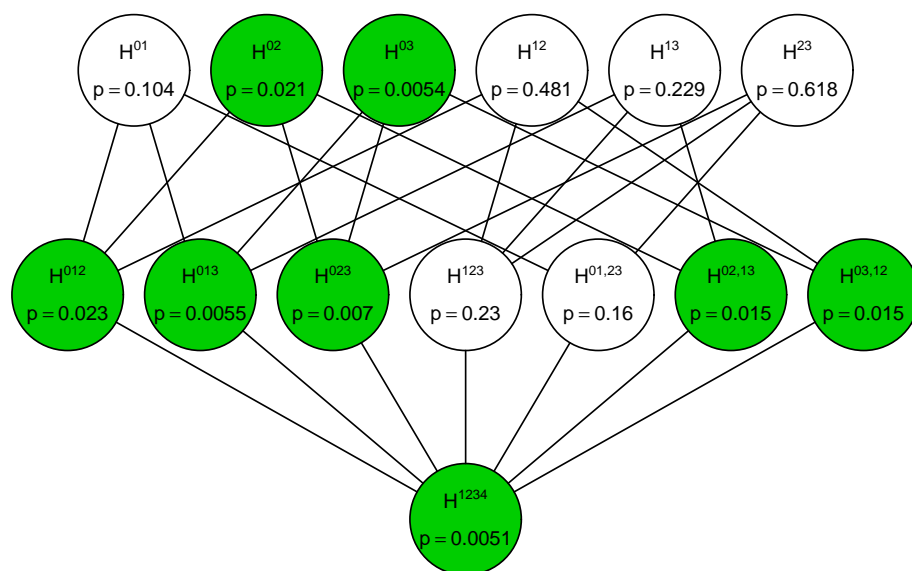 H⁰¹
p = 0.104
H⁰²
p = 0.021
H⁰³
p = 0.0054
H¹²
p = 0.481
H¹³
p = 0.229
H²³
p = 0.618
H⁰¹²
p = 0.023
H⁰¹³
p = 0.0055
H⁰²³
p = 0.007
H¹²³
p = 0.23
H⁰¹,²³
p = 0.16
H⁰²,¹³
p = 0.015
H⁰³,¹²
p = 0.015
H¹²³⁴
p = 0.0051